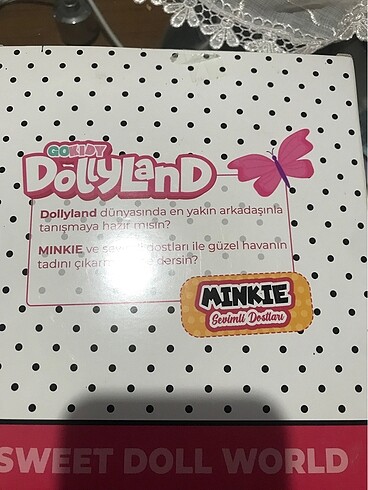 GOKIDY
DOLLYLAND
Dollyland dünyasında en yakın arkadaşınla
tanışmaya hazır mısın?
MINKIE ve dostları ile güzel havanın
tadını dersin?
MINKIE
Sevimli Dostları
SWEET DOLL WORLD